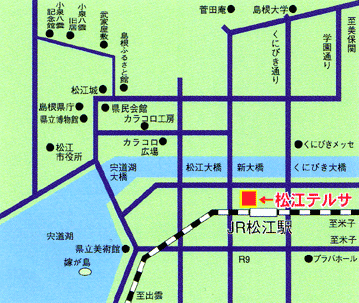 小泉八雲
記念館
小泉八雲
旧居
武家屋敷
島根ふるさと館
菅田庵
島根大学
くにびき通り
学園通り
至美保関
松江城
島根県庁
県立博物館
県民会館
カラコロ工房
カラコロ
広場
松江
市役所
くにびきメッセ
宍道湖
大橋
松江大橋
新大橋
くにびき大橋
松江テルサ
JR松江駅
至米子
至米子
宍道湖
県立美術館
嫁が島
R9
プラバホール
至出雲